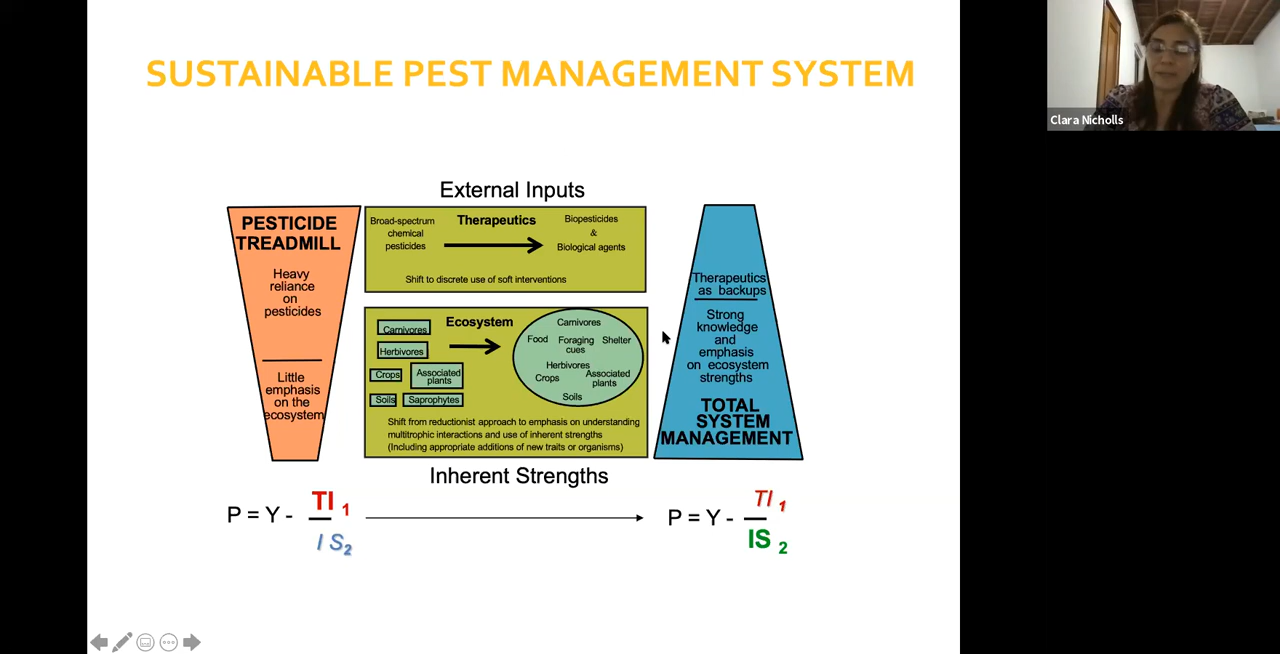 SUSTAINABLE PEST MANAGEMENT SYSTEM
Clara Nicholls
External Inputs
PESTICIDE
TREADMILL
Heavy
reliance
on
pesticides
Little
emphasis
on the
ecosystem
Broad-spectrum
chemical
pesticides
Therapeutics
Biopesticides
&
Biological agents
Shift to discrete use of soft interventions
Carnivores
Herbivores
Crops
Associated
plants
Soils
Saprophytes
Ecosystem
Carnivores
Food
Foraging
cues
Shelter
Herbivores
Crops
Associated
plants
Soils
Shift from reductionist approach to emphasis on understanding
multitrophic interactions and use of inherent strengths
(Including appropriate additions of new traits or organisms)
Inherent Strengths
Therapeutics
as backups
Strong
knowledge
and
emphasis
on ecosystem
strengths
TOTAL
SYSTEM
MANAGEMENT
P = Y -
TI 1
I S2
P = Y -
TI 1
IS 2